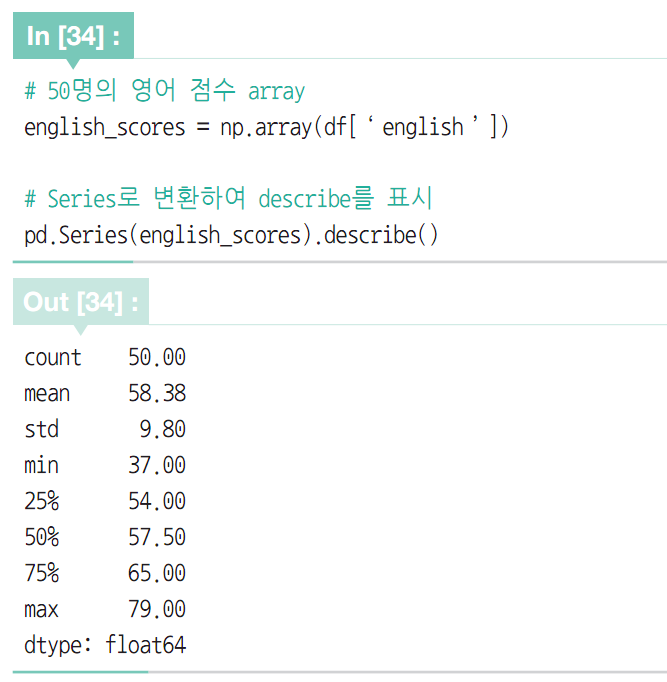 In [34] :
# 50명의 영어 점수 array
english_scores = np.array(df[ ‘ english ’ ])
# Series로 변환하여 describe를 표시
pd.Series(english_scores).describe()
Out [34] :
count 50.00
mean 58.38
std 9.80
min 37.00
25% 54.00
50% 57.50
75% 65.00
max 79.00
dtype: float64